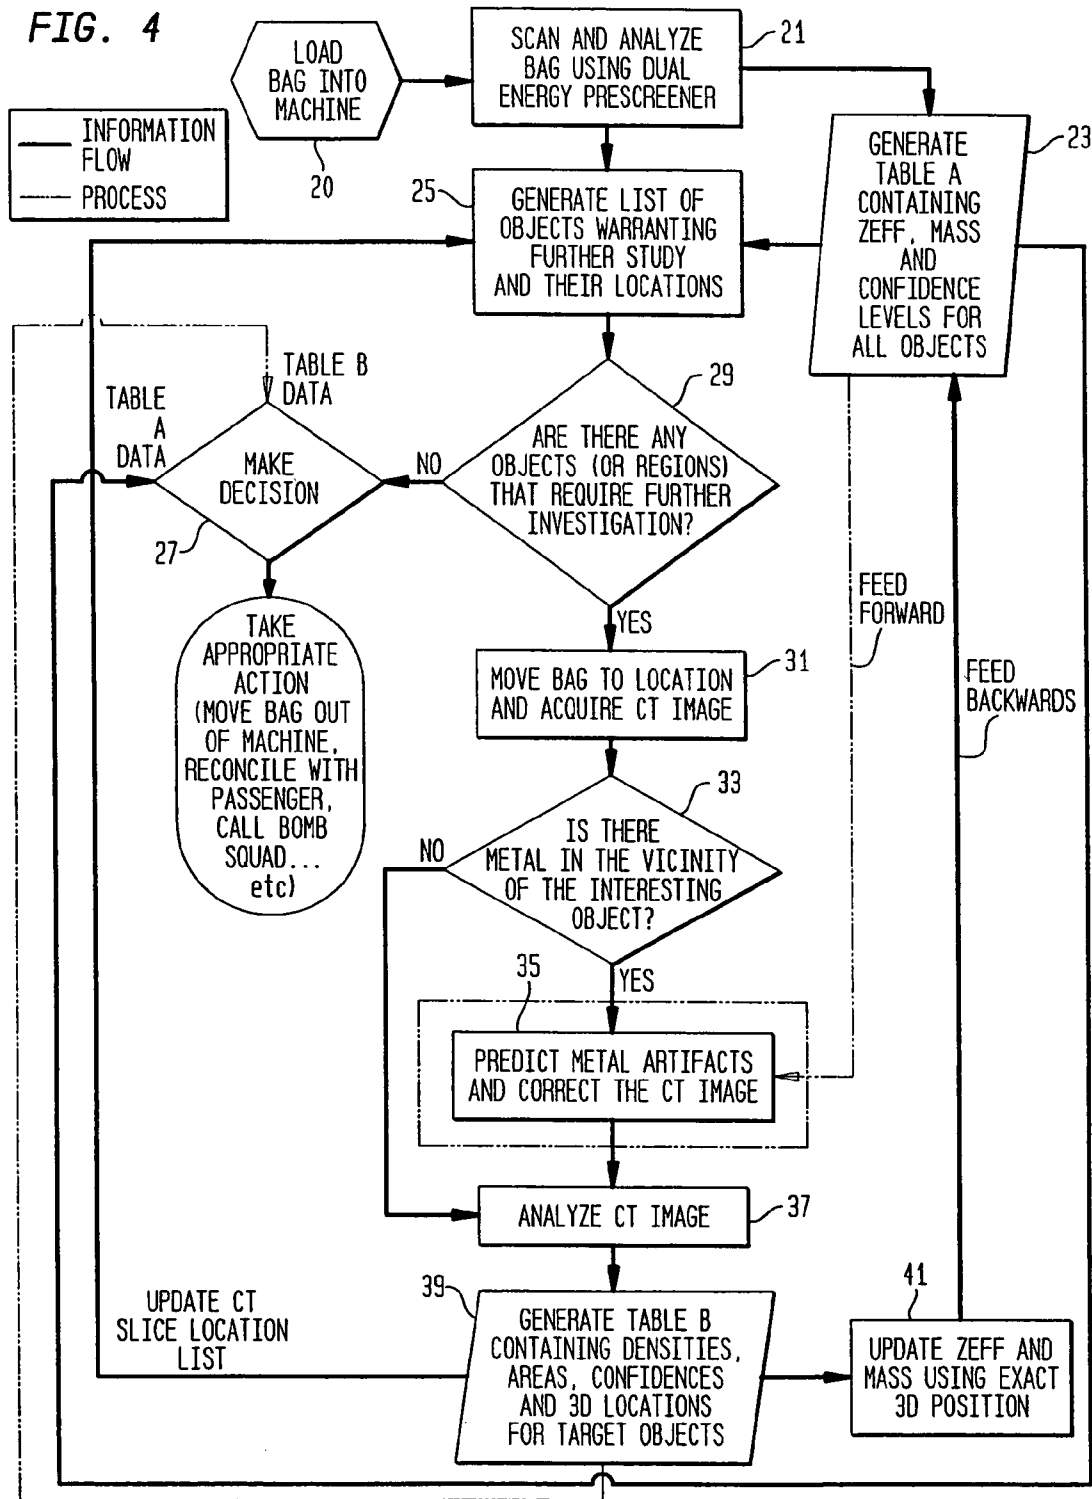 FIG. 4
LOAD
BAG INTO
MACHINE
20
SCAN AND ANALYZE
BAG USING DUAL
ENERGY PRESCREENER
21
INFORMATION
FLOW
PROCESS
25
GENERATE LIST OF
OBJECTS WARRANTING
FURTHER STUDY
AND THEIR LOCATIONS
GENERATE
TABLE A
CONTAINING
ZEFF, MASS
AND
CONFIDENCE
LEVELS FOR
ALL OBJECTS
23
TABLE B
DATA
TABLE
A
DATA
MAKE
DECISION
27
NO
29
ARE THERE ANY
OBJECTS (OR REGIONS)
THAT REQUIRE FURTHER
INVESTIGATION?
YES
FEED
FORWARD
FEED
BACKWARDS
TAKE
APPROPRIATE
ACTION
(MOVE BAG OUT
OF MACHINE,
RECONCILE WITH
PASSENGER,
CALL BOMB
SQUAD...
etc)
MOVE BAG TO LOCATION
AND ACQUIRE CT IMAGE
31
33
NO
IS THERE
METAL IN THE VICINITY
OF THE INTERESTING
OBJECT?
YES
35
PREDICT METAL ARTIFACTS
AND CORRECT THE CT IMAGE
ANALYZE CT IMAGE
37
UPDATE CT
SLICE LOCATION
LIST
39
GENERATE TABLE B
CONTAINING DENSITIES,
AREAS, CONFIDENCES
AND 3D LOCATIONS
FOR TARGET OBJECTS
41
UPDATE ZEFF AND
MASS USING EXACT
3D POSITION